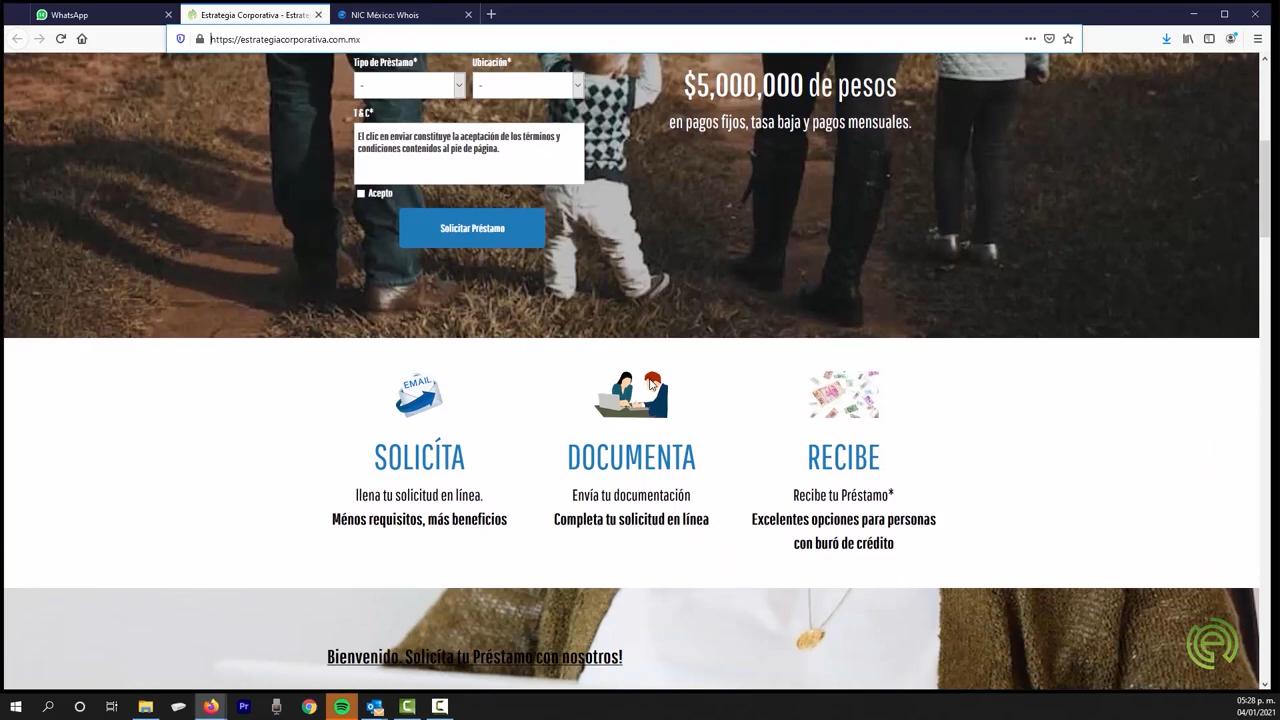 WhatsApp
Estrategia Corporativa - Estrate
NIC México: Whois
https://estrategiacorporativa.com.mx
Tipo de Prèstamo*
Ubicación*
-
-
T & C*
El clic en enviar constituye la aceptación de los términos y
condiciones contenidos al pie de página.
Acepto
Solicitar Préstamo
$5,000,000 de pesos
en pagos fijos, tasa baja y pagos mensuales.
EMAIL
SOLICÍTA
llena tu solicitud en línea.
Ménos requisitos, más beneficios
DOCUMENTA
Envía tu documentación
Completa tu solicitud en línea
RECIBE
Recibe tu Préstamo*
Excelentes opciones para personas
con buró de crédito
Bienvenido. Solicíta tu Préstamo con nosotros!
Pr
05:28 p. m.
04/01/2021